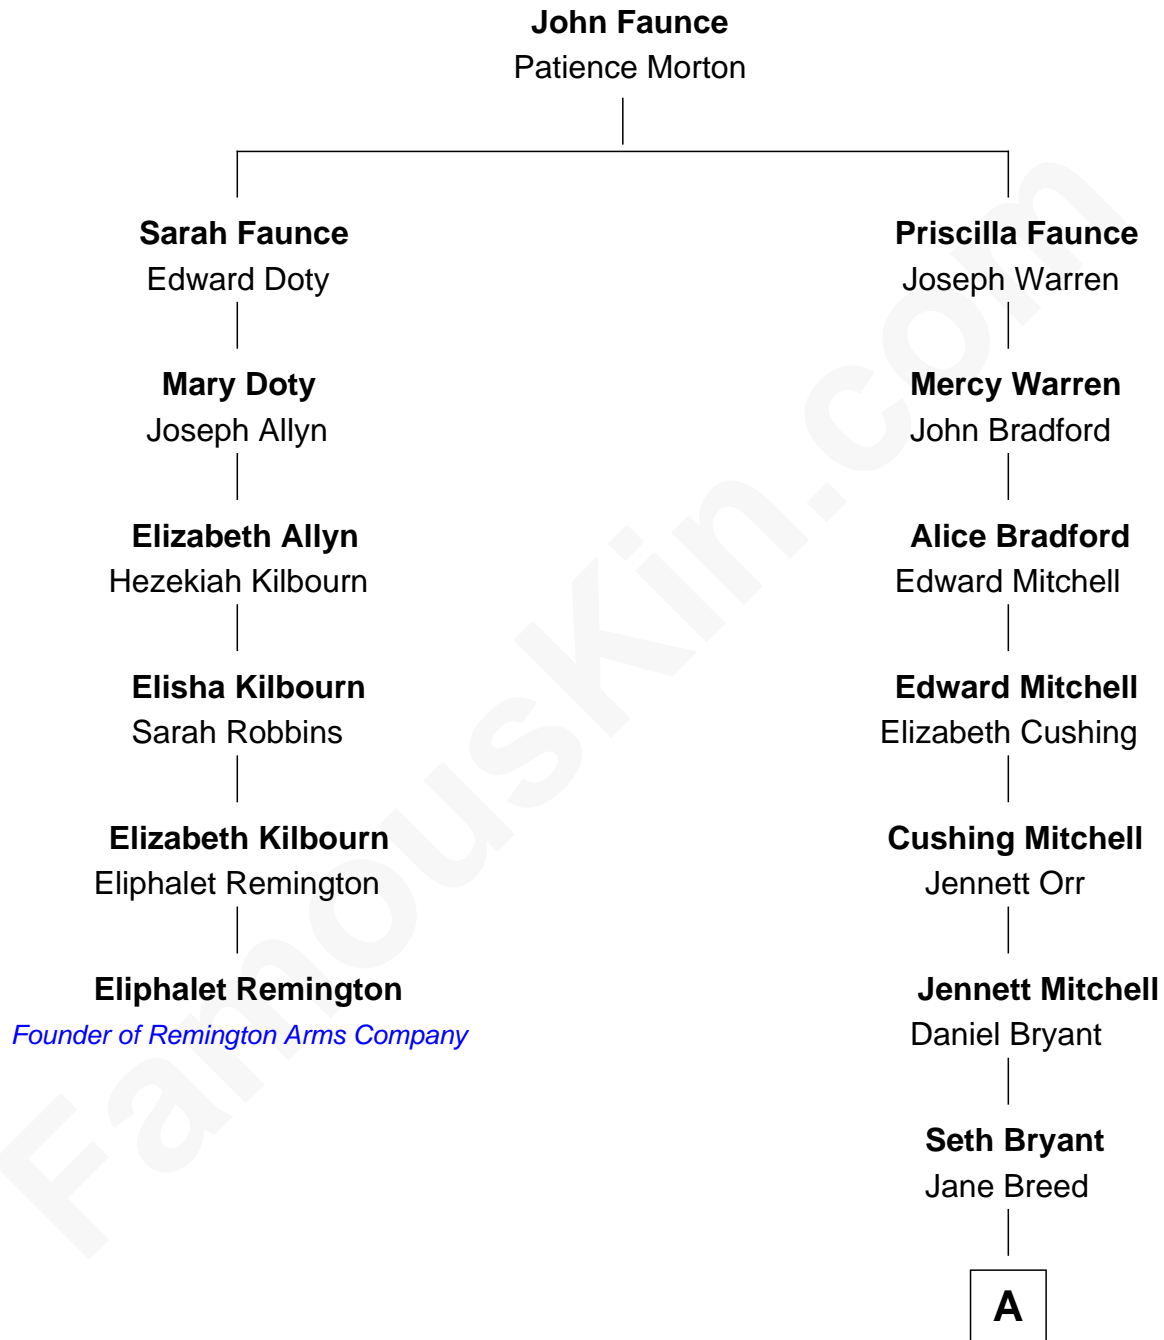 John Faunce
Patience Morton
Sarah Faunce
Edward Doty
Priscilla Faunce
Joseph Warren
Mary Doty
Joseph Allyn
Mercy Warren
John Bradford
Elizabeth Allyn
Hezekiah Kilbourn
Alice Bradford
Edward Mitchell
Elisha Kilbourn
Sarah Robbins
Edward Mitchell
Elizabeth Cushing
Elizabeth Kilbourn
Eliphalet Remington
Cushing Mitchell
Jennett Orr
Eliphalet Remington
Founder of Remington Arms Company
Jennett Mitchell
Daniel Bryant
Seth Bryant
Jane Breed
A
FamousKin.com